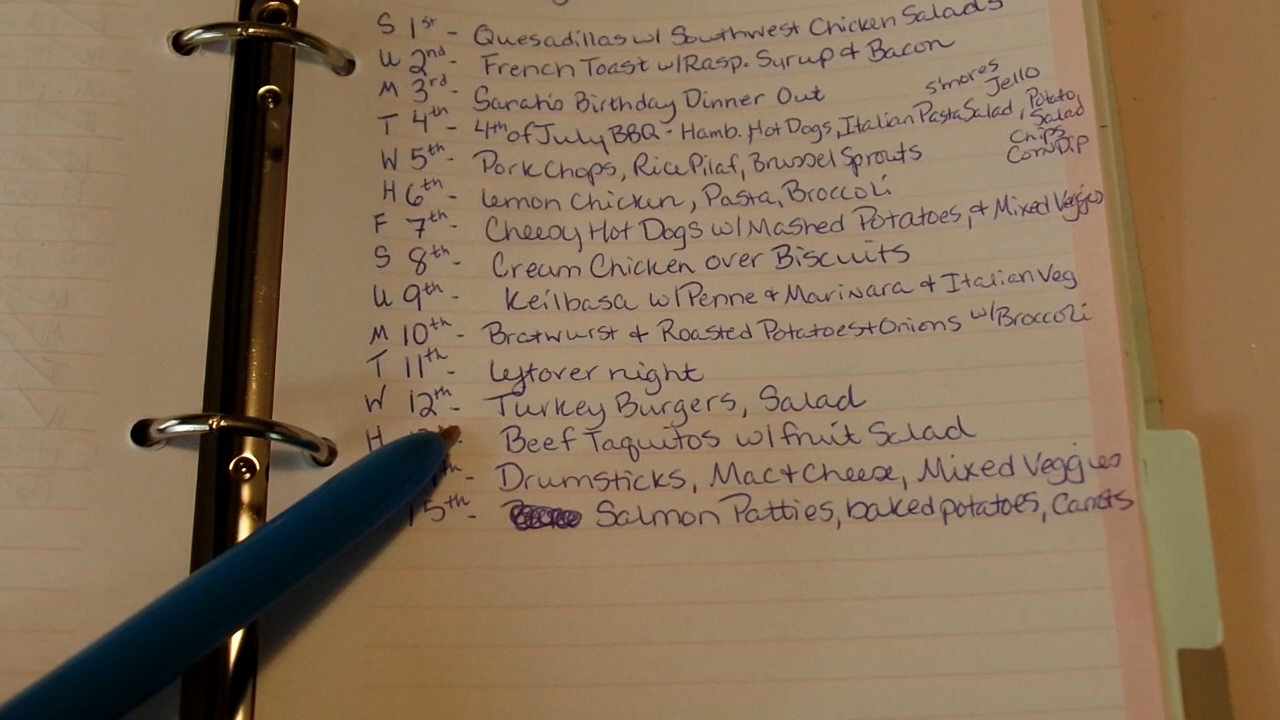 S 1st - Quesadillas w/ Southwest Chicken Salads
U 2nd - French Toast w/Rasp. Syrup & Bacon
M 3rd - Sarah's Birthday Dinner Out
s'mores
Jello
T 4th - 4th of July BBQ - Hamb. Hot Dogs, Italian Pasta Salad, Potato Salad
Chips
Corn Dip
W 5th - Pork Chops, Rice Pilaf, Brussel Sprouts
H 6th - Lemon Chicken, Pasta, Broccoli
F 7th - Cheesy Hot Dogs w/Mashed Potatoes, & Mixed Veggies
S 8th - Cream Chicken over Biscuits
U 9th - Keilbasa w/Penne & Marinara & Italian Veg
M 10th - Bratwurst & Roasted Potatoes + Onions w/Broccoli
T 11th - Leftover night
W 12th - Turkey Burgers, Salad
H - Beef Taquitos w/fruit Salad
th - Drumsticks, Mac + Cheese, Mixed Veggies
15th - Salmon Patties, baked potatoes, Carrots